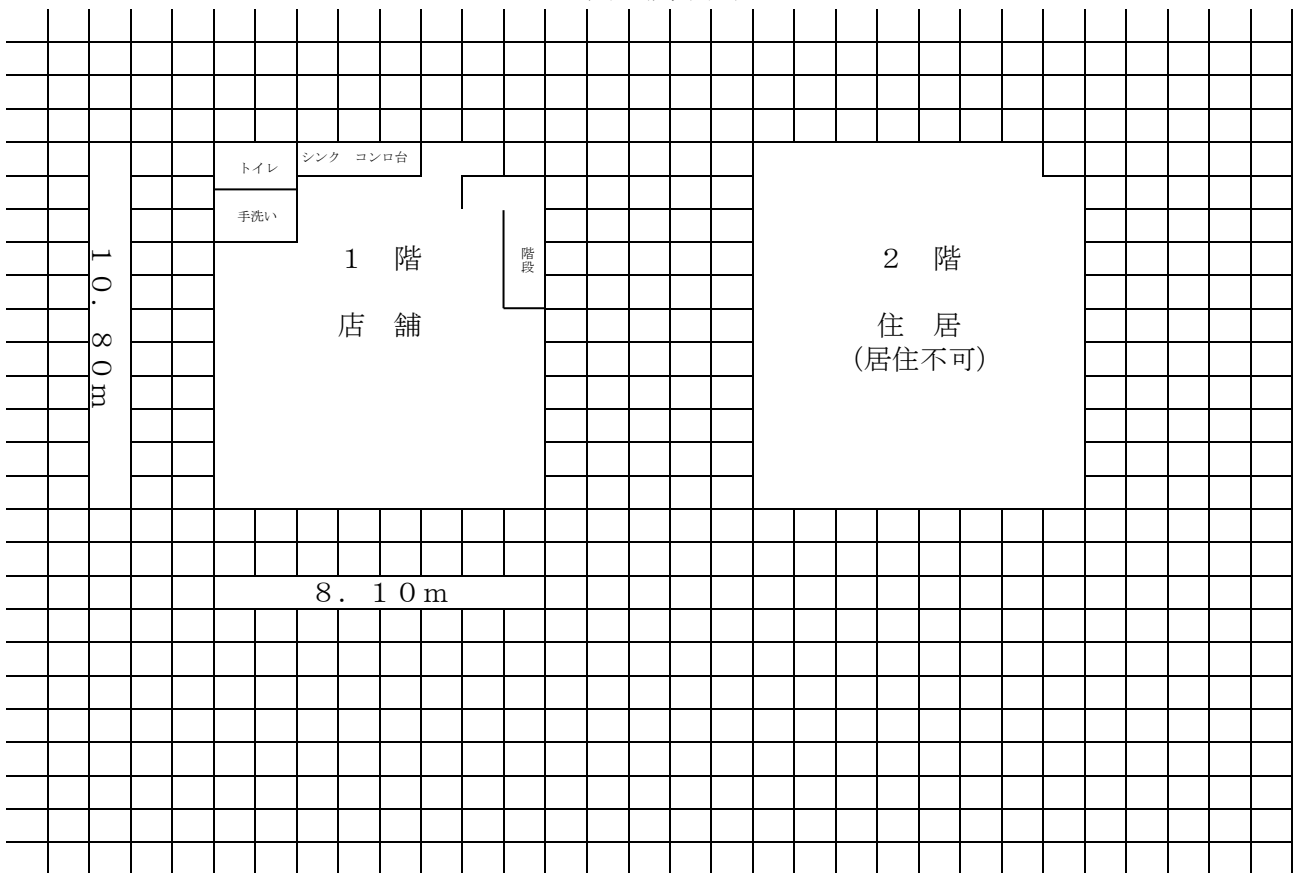 トイレ
シンク　コンロ台
手洗い
１　階
店　舗
階段
１０．８０ｍ
８．１０ｍ
２　階
住　居
（居住不可）